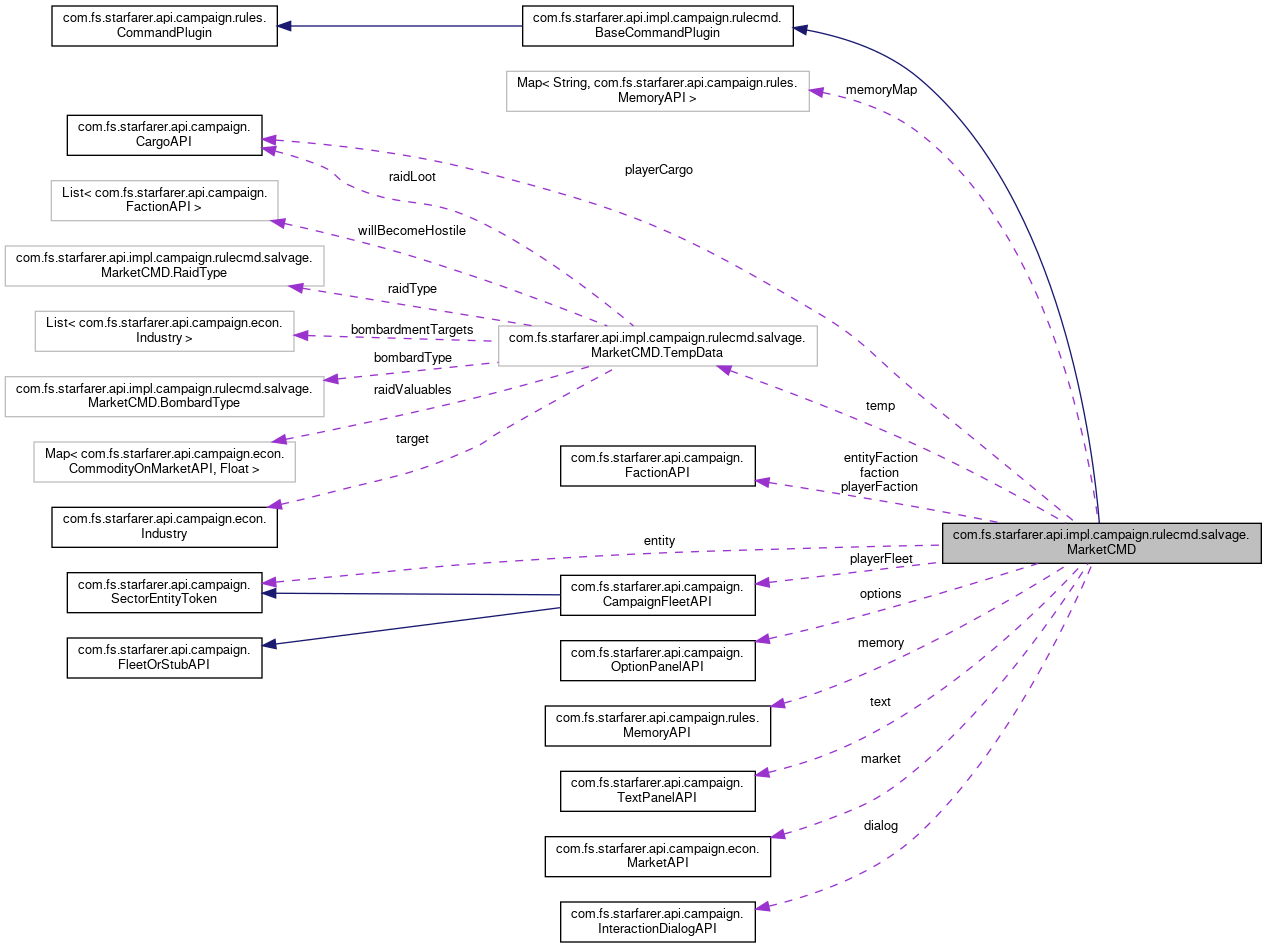 com.fs.starfarer.api.campaign.rules.
CommandPlugin
com.fs.starfarer.api.impl.campaign.rulecmd.
BaseCommandPlugin
Map< String, com.fs.starfarer.api.campaign.rules.
MemoryAPI >
memoryMap
com.fs.starfarer.api.campaign.
CargoAPI
playerCargo
raidLoot
List< com.fs.starfarer.api.campaign.
FactionAPI >
willBecomeHostile
com.fs.starfarer.api.impl.campaign.rulecmd.salvage.
MarketCMD.RaidType
raidType
List< com.fs.starfarer.api.campaign.econ.
Industry >
bombardmentTargets
com.fs.starfarer.api.impl.campaign.rulecmd.salvage.
MarketCMD.TempData
bombardType
com.fs.starfarer.api.impl.campaign.rulecmd.salvage.
MarketCMD.BombardType
raidValuables
temp
Map< com.fs.starfarer.api.campaign.econ.
CommodityOnMarketAPI, Float >
target
com.fs.starfarer.api.campaign.
FactionAPI
entityFaction
faction
playerFaction
com.fs.starfarer.api.campaign.econ.
Industry
com.fs.starfarer.api.impl.campaign.rulecmd.salvage.
MarketCMD
entity
com.fs.starfarer.api.campaign.
SectorEntityToken
com.fs.starfarer.api.campaign.
CampaignFleetAPI
playerFleet
options
com.fs.starfarer.api.campaign.
FleetOrStubAPI
com.fs.starfarer.api.campaign.
OptionPanelAPI
memory
com.fs.starfarer.api.campaign.rules.
MemoryAPI
text
com.fs.starfarer.api.campaign.
TextPanelAPI
market
com.fs.starfarer.api.campaign.econ.
MarketAPI
dialog
com.fs.starfarer.api.campaign.
InteractionDialogAPI